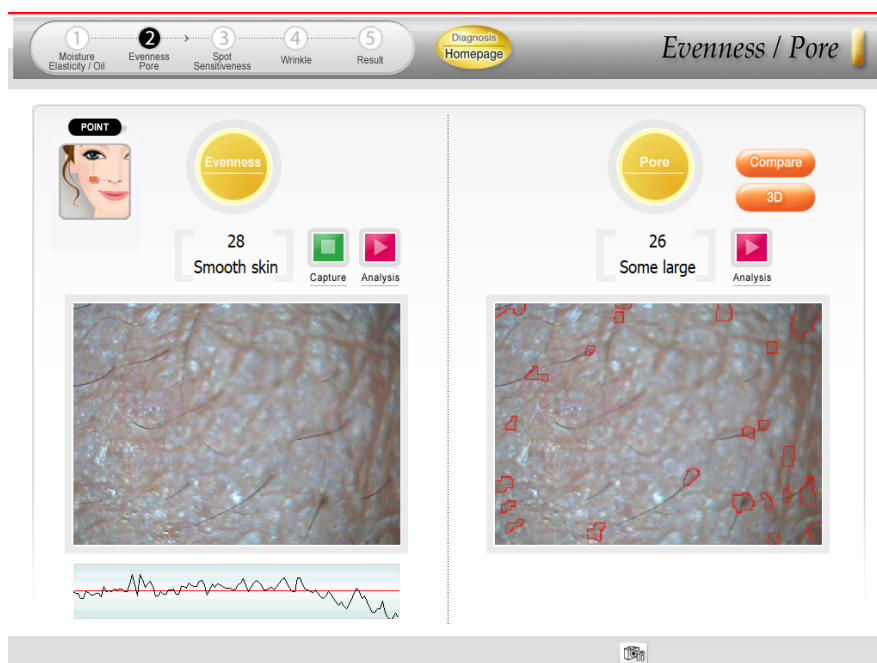 1
2
3
4
5
Moisture
Elasticity / Oil
Evenness
Pore
Spot
Sensitiveness
Wrinkle
Result
Diagnosis
Homepage
Evenness / Pore
POINT
Evenness
28
Smooth skin
Capture
Analysis
Pore
Compare
3D
26
Some large
Analysis